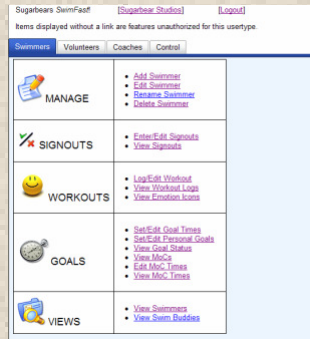 Sugarbears SwimFast! [Sugarbear Studios] [Logout]
Items displayed without a link are features unauthorized for this usertype.
Swimmers Volunteers Coaches Control
MANAGE
Add Swimmer
Edit Swimmer
Rename Swimmer
Delete Swimmer
SIGNOUTS
Enter/Edit Signouts
View Signouts
WORKOUTS
Log/Edit Workout
View Workout Logs
View Emotion Icons
GOALS
Set/Edit Goal Times
Set/Edit Personal Goals
View Goal Status
View MoCs
Edit MoC Times
View MoC Times
VIEWS
View Swimmers
View Swim Buddies